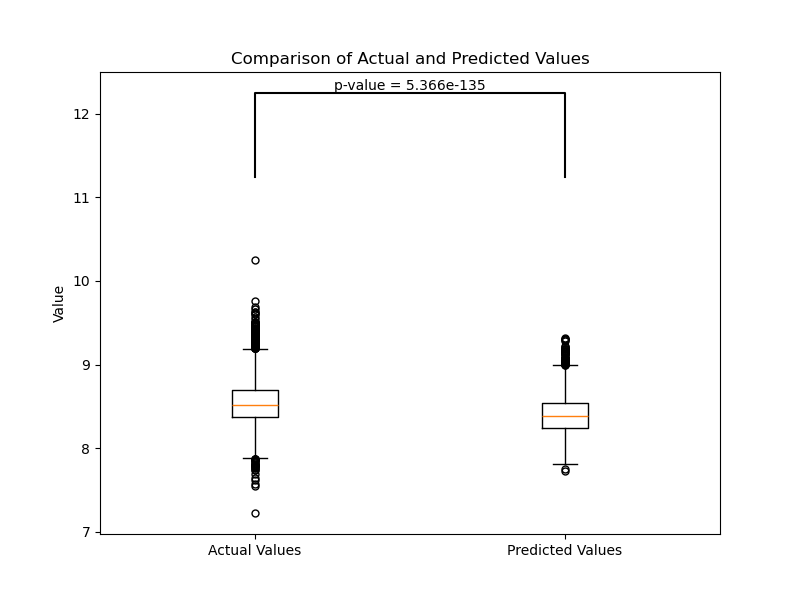 Comparison of Actual and Predicted Values
p-value = 5.366e-135
12
11
10
9
8
7
Value
Actual Values
Predicted Values